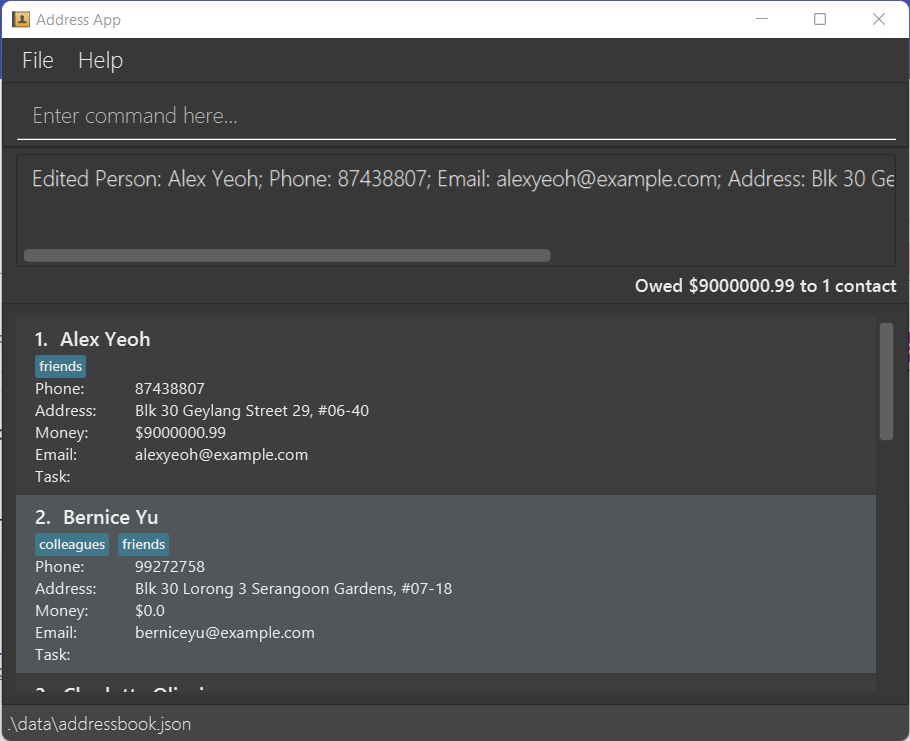 Address App
File Help
Enter command here...
Edited Person: Alex Yeoh; Phone: 87438807; Email: alexyeoh@example.com; Address: Blk 30 Ge
Owed $9000000.99 to 1 contact
1. Alex Yeoh
friends
Phone: 87438807
Address: Blk 30 Geylang Street 29, #06-40
Money: $9000000.99
Email: alexyeoh@example.com
Task:
2. Bernice Yu
colleagues friends
Phone: 99272758
Address: Blk 30 Lorong 3 Serangoon Gardens, #07-18
Money: $0.0
Email: berniceyu@example.com
Task:
.\data\addressbook.json